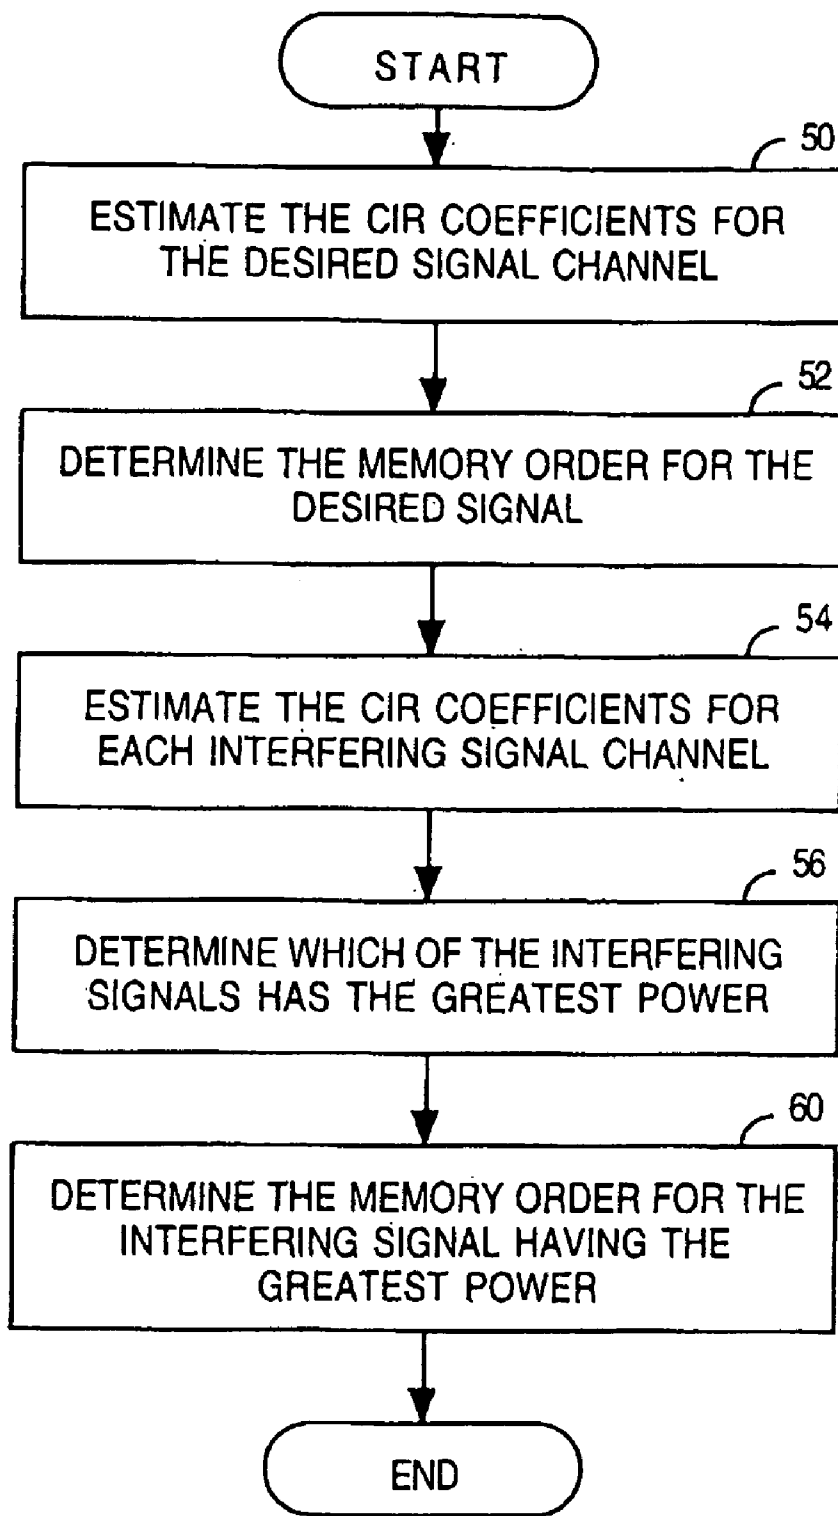 START
50
ESTIMATE THE CIR COEFFICIENTS FOR
THE DESIRED SIGNAL CHANNEL
52
DETERMINE THE MEMORY ORDER FOR THE
DESIRED SIGNAL
54
ESTIMATE THE CIR COEFFICIENTS FOR
EACH INTERFERING SIGNAL CHANNEL
56
DETERMINE WHICH OF THE INTERFERING
SIGNALS HAS THE GREATEST POWER
60
DETERMINE THE MEMORY ORDER FOR THE
INTERFERING SIGNAL HAVING THE
GREATEST POWER
END